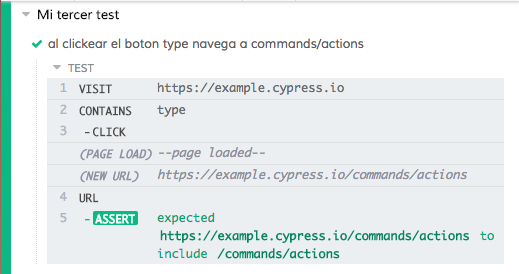 Mi tercer test
al clickear el boton type navega a commands/actions
TEST
1 VISIT https://example.cypress.io
2 CONTAINS type
3 -CLICK
(PAGE LOAD) --page loaded--
(NEW URL) https://example.cypress.io/commands/actions
4 URL
5 -ASSERT expected
https://example.cypress.io/commands/actions to
include /commands/actions